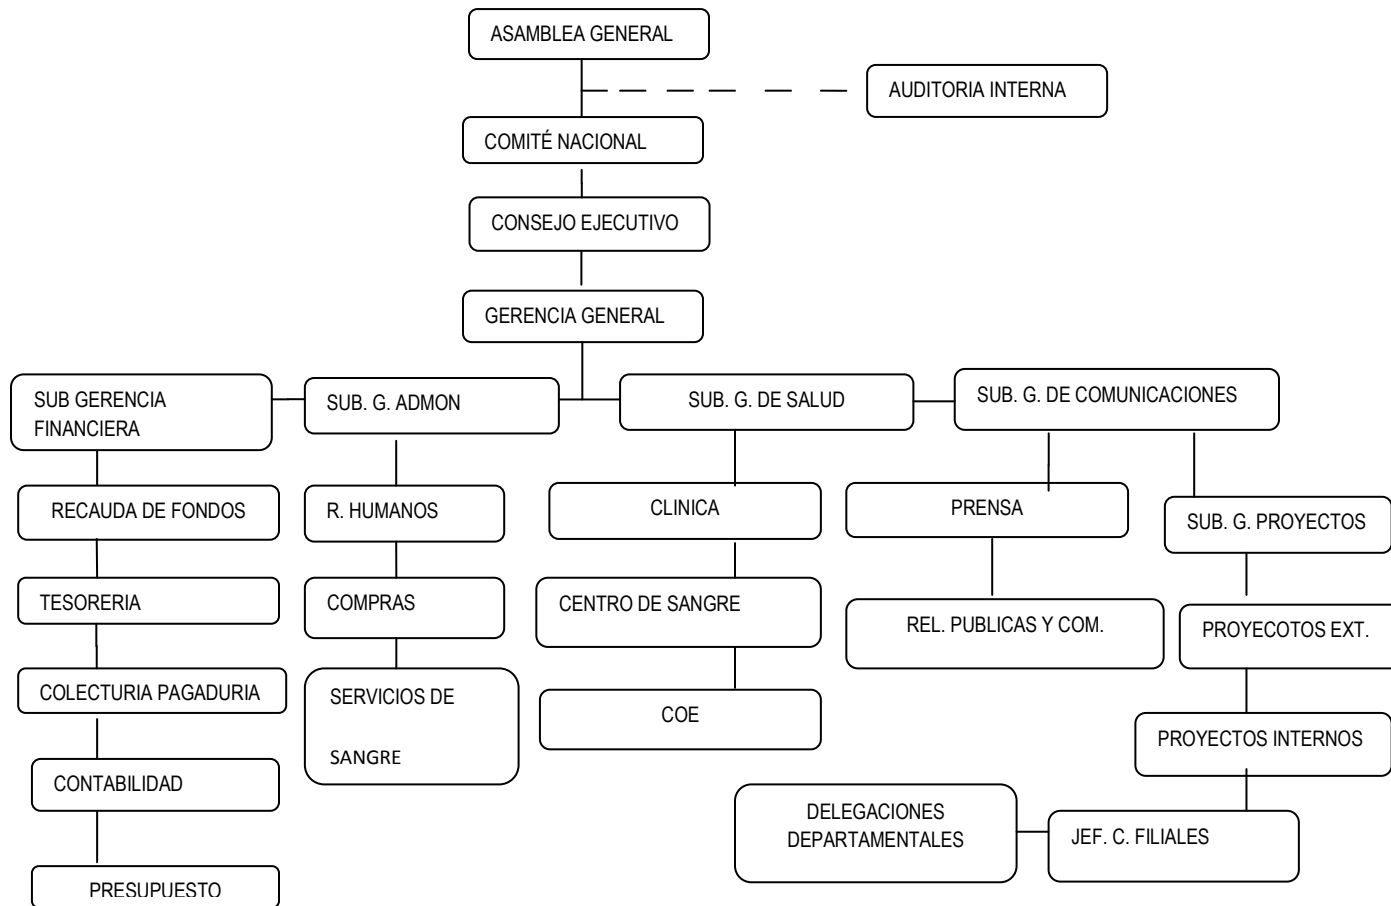 ASAMBLEA GENERAL
AUDITORIA INTERNA
COMITÉ NACIONAL
CONSEJO EJECUTIVO
GERENCIA GENERAL
SUB GERENCIA
FINANCIERA
SUB. G. ADMON
SUB. G. DE SALUD
SUB. G. DE COMUNICACIONES
RECAUDA DE FONDOS
R. HUMANOS
CLINICA
PRENSA
SUB. G. PROYECTOS
TESORERIA
COMPRAS
CENTRO DE SANGRE
REL. PUBLICAS Y COM.
PROYECOTOS EXT.
COLECTURIA PAGADURIA
SERVICIOS DE
SANGRE
COE
PROYECTOS INTERNOS
CONTABILIDAD
DELEGACIONES
DEPARTAMENTALES
JEF. C. FILIALES
PRESUPUESTO